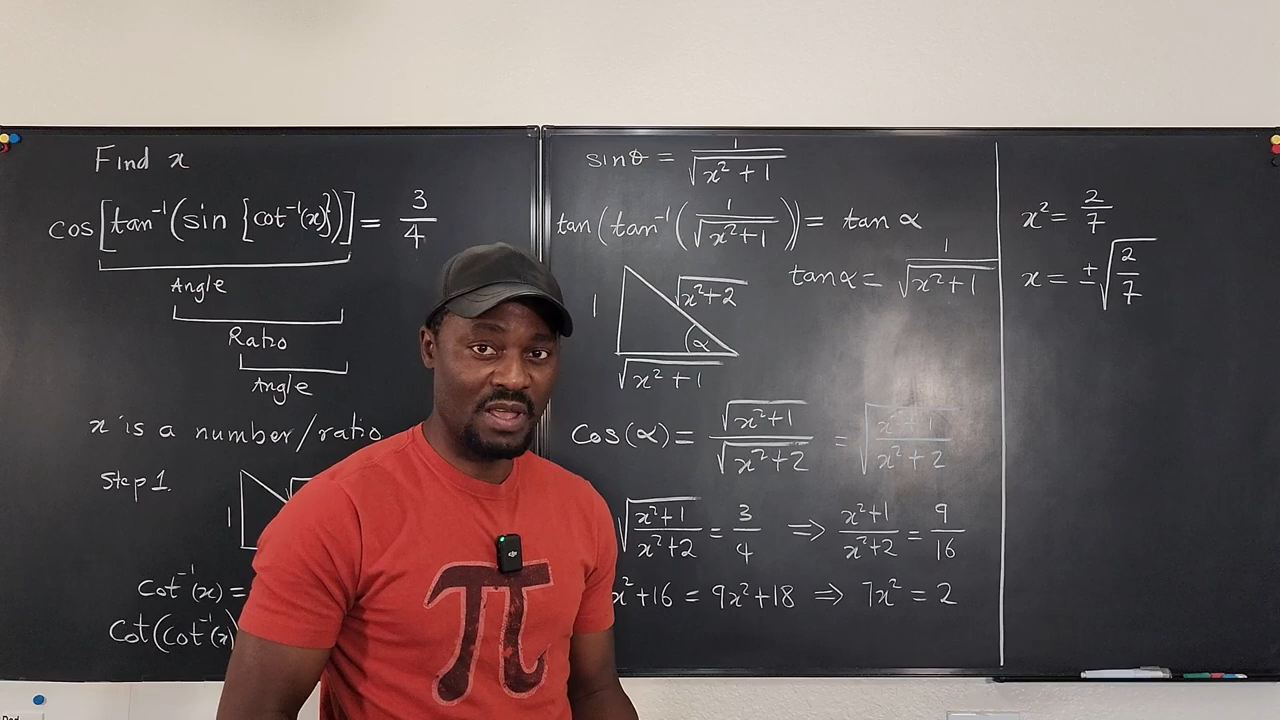 Find x
cos[tan⁻¹(sin{cot⁻¹(x)})] = 3/4
Angle
Ratio
Angle
x is a number/ratio
Step 1.
1
cot⁻¹(x) =
Cot(Cot⁻¹(x)
sinθ = 1/√(x² + 1)
tan(tan⁻¹(1/√(x²+1))) = tan α
tanα = 1/√(x² + 1)
1
√(x²+2)
α
√(x² + 1)
Cos(α) = √(x²+1)/√(x²+2) = √((x²+1)/(x²+2))
√((x²+1)/(x²+2)) = 3/4 ⇒ (x²+1)/(x²+2) = 9/16
x²+16 = 9x²+18 ⇒ 7x² = 2
x² = 2/7
x = ±√(2/7)
π